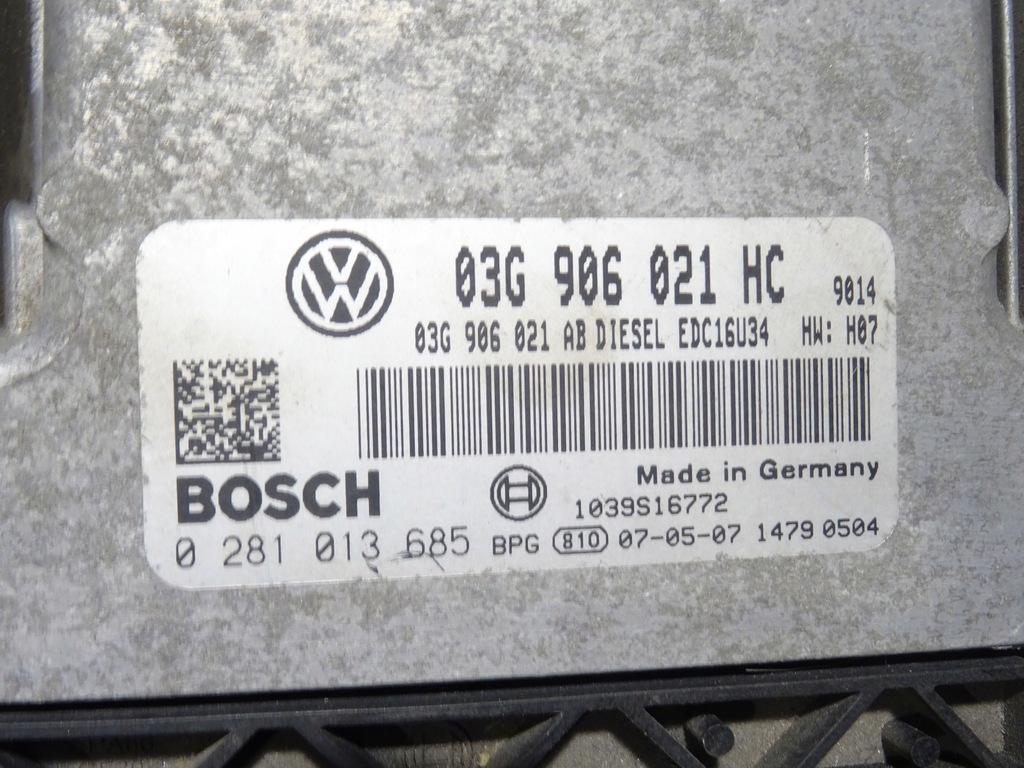 03G 906 021 HC 9014
03G 906 021 AB DIESEL EDC16U34 HW: H07
BOSCH
Made in Germany
1039S16772
0 281 013 685 BPG 810 07-05-07 1479 0504